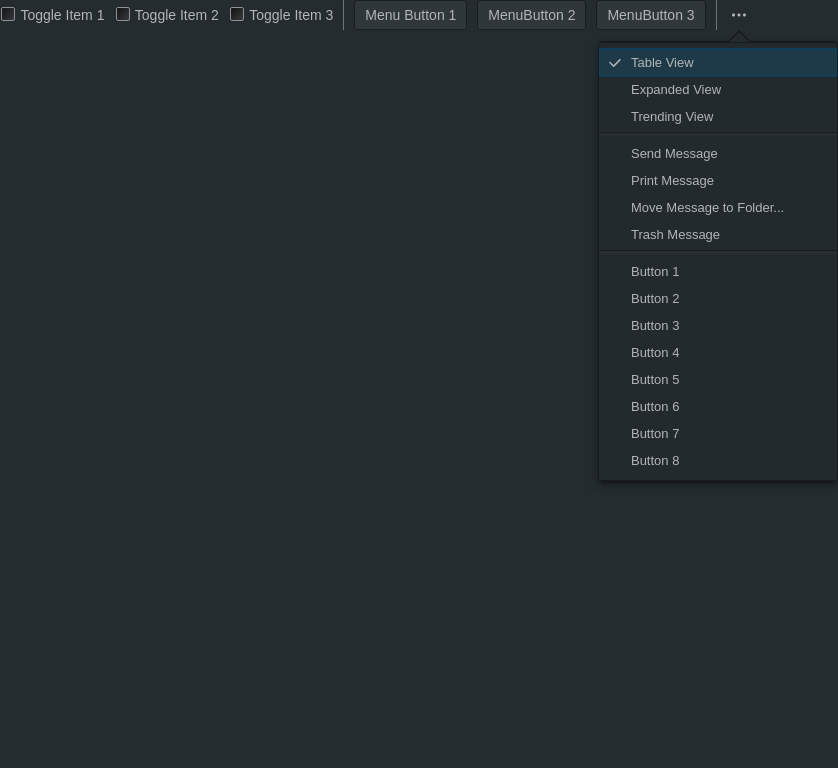 Toggle Item 1 Toggle Item 2 Toggle Item 3 Menu Button 1 MenuButton 2 MenuButton 3
Table View
Expanded View
Trending View
Send Message
Print Message
Move Message to Folder...
Trash Message
Button 1
Button 2
Button 3
Button 4
Button 5
Button 6
Button 7
Button 8